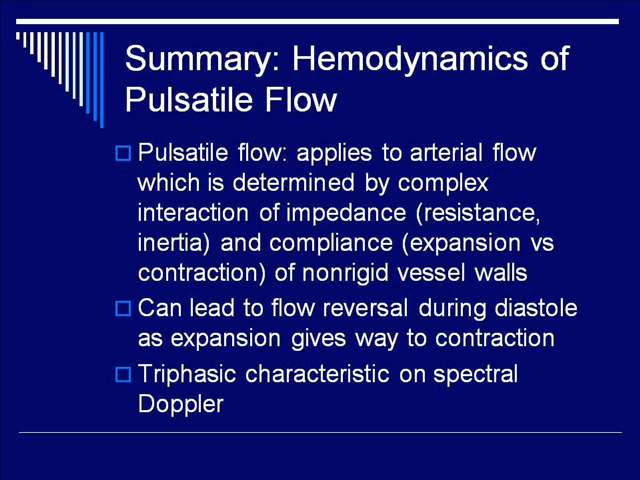 Summary: Hemodynamics of
Pulsatile Flow
Pulsatile flow: applies to arterial flow
which is determined by complex
interaction of impedance (resistance,
inertia) and compliance (expansion vs
contraction) of nonrigid vessel walls
Can lead to flow reversal during diastole
as expansion gives way to contraction
Triphasic characteristic on spectral
Doppler